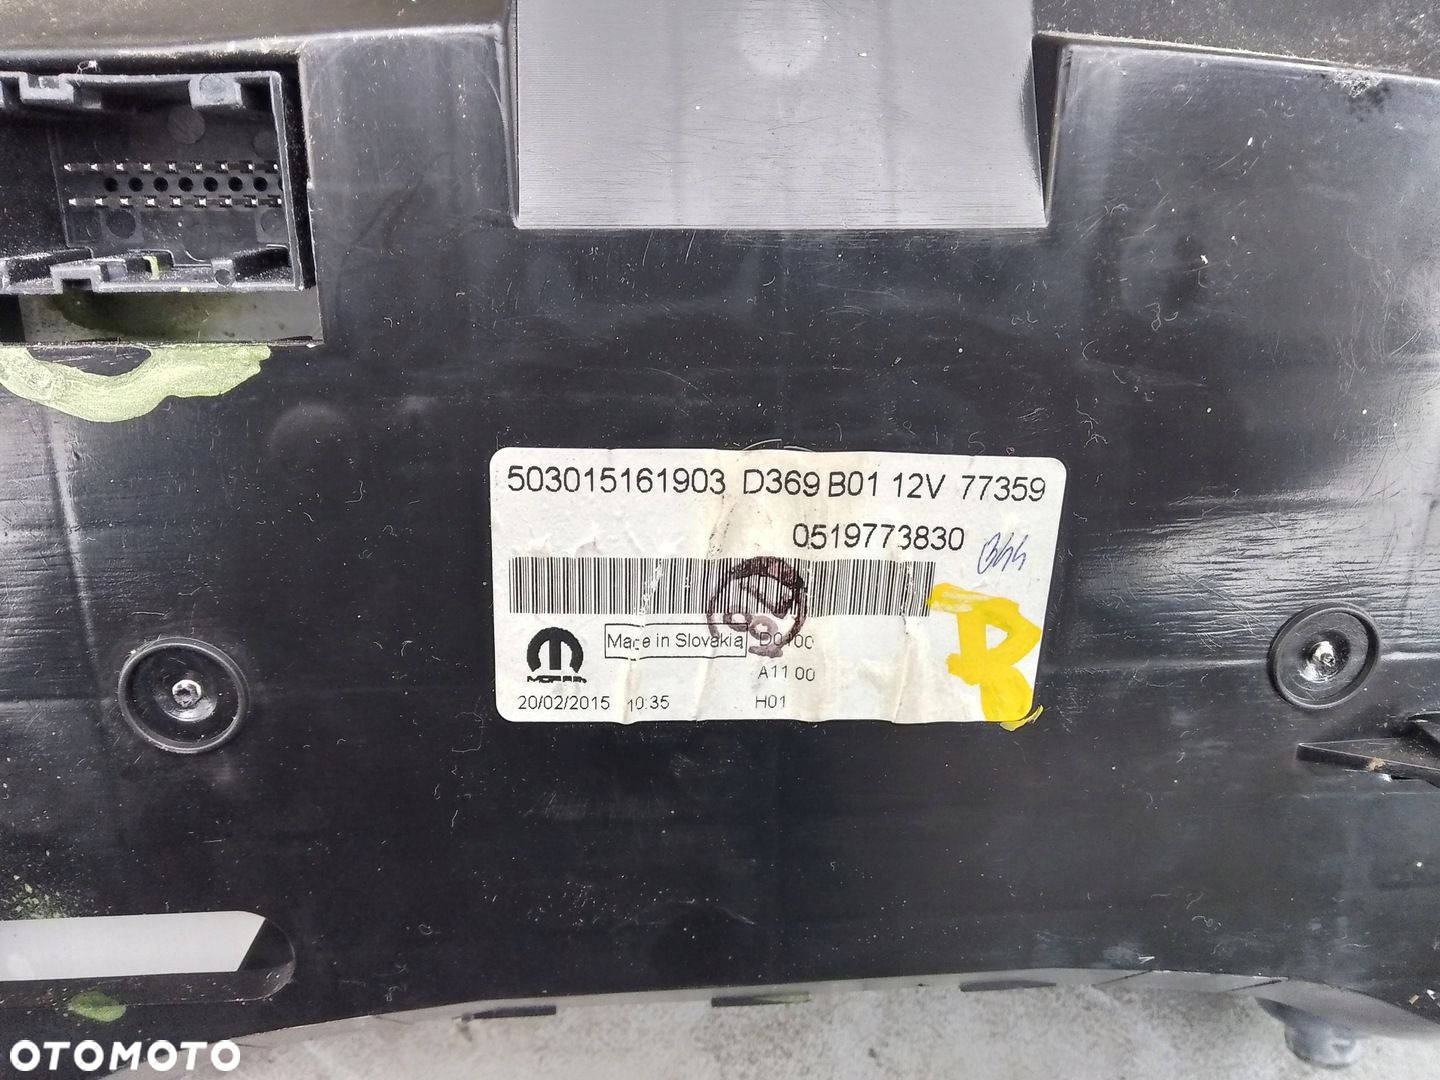 503015161903 D369 B01 12V 77359
0519773830
Made in Slovakia D0100
MOPAR A11 00
20/02/2015 10:35 H01
R
OTOMOTO